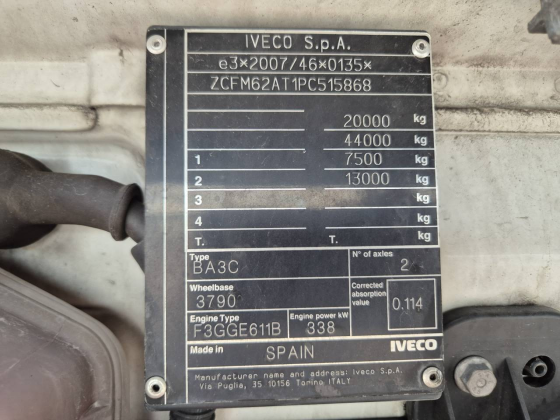 IVECO S.p.A.
e3*2007/46*0135*
ZCFM62AT1PC515868
20000 kg
44000 kg
1 7500 kg
2 13000 kg
3 kg
4 kg
T. T. kg
Type N° of axles
BA3C 2
Wheelbase Corrected absorption value
3790 0.114
Engine Type Engine power kW
F3GGE611B 338
Made in SPAIN IVECO
Manufacturer name and address: Iveco S.p.A.
Via Puglia, 35 10156 Torino ITALY